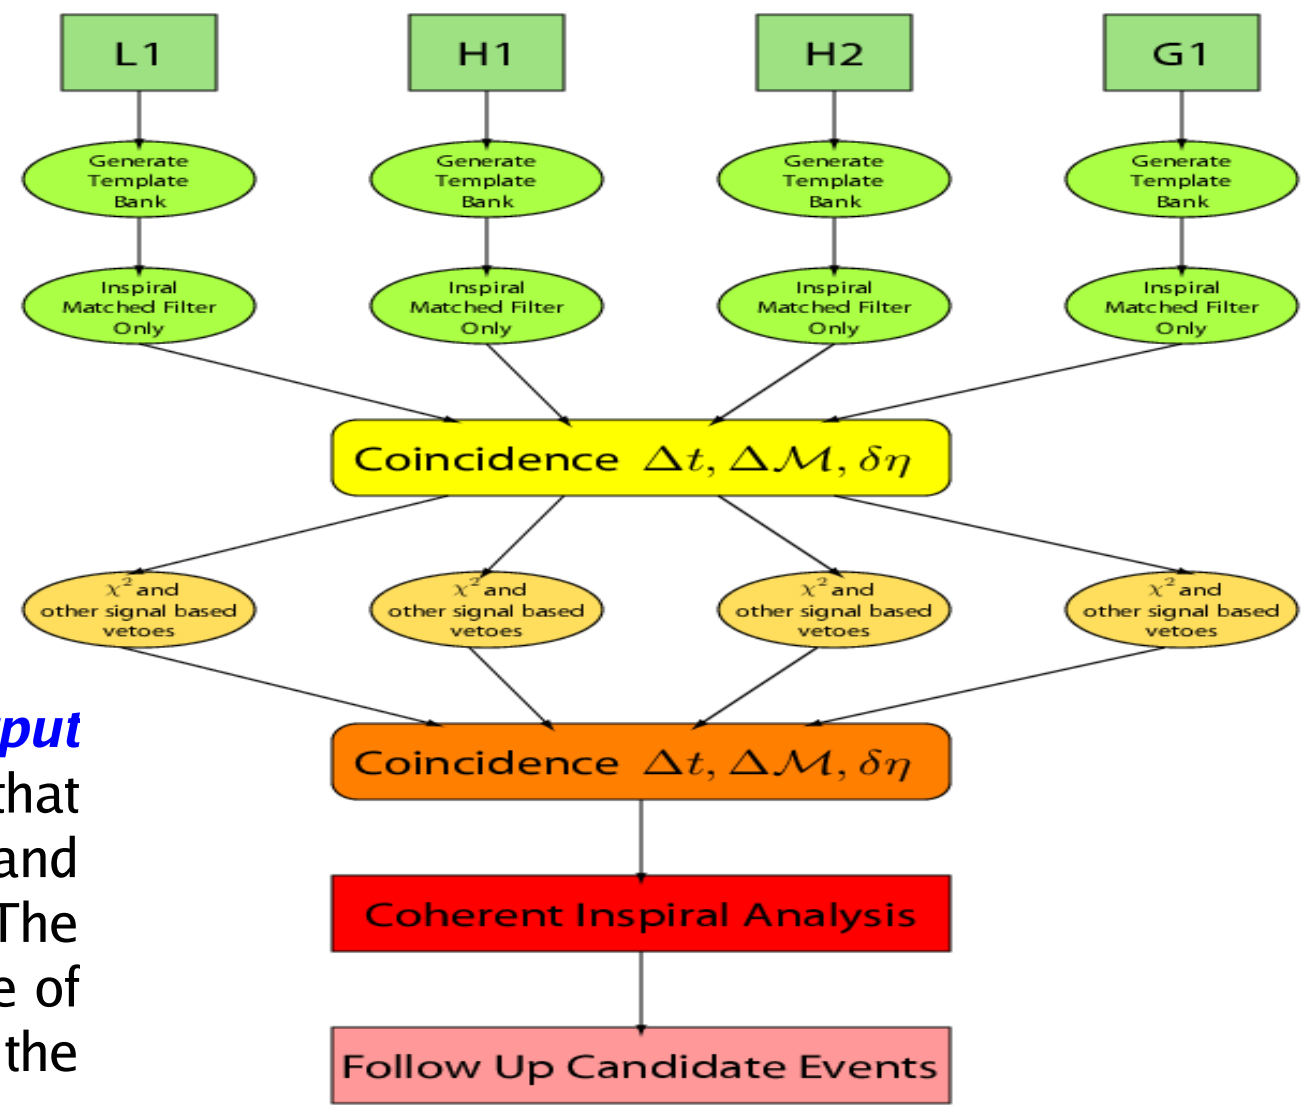 L1
H1
H2
G1
Generate
Template
Bank
Generate
Template
Bank
Generate
Template
Bank
Generate
Template
Bank
Inspiral
Matched Filter
Only
Inspiral
Matched Filter
Only
Inspiral
Matched Filter
Only
Inspiral
Matched Filter
Only
Coincidence Δt, Δℳ, δη
χ² and
other signal based
vetoes
χ² and
other signal based
vetoes
χ² and
other signal based
vetoes
χ² and
other signal based
vetoes
Coincidence Δt, Δℳ, δη
Coherent Inspiral Analysis
Follow Up Candidate Events
put
that
and
The
e of
the